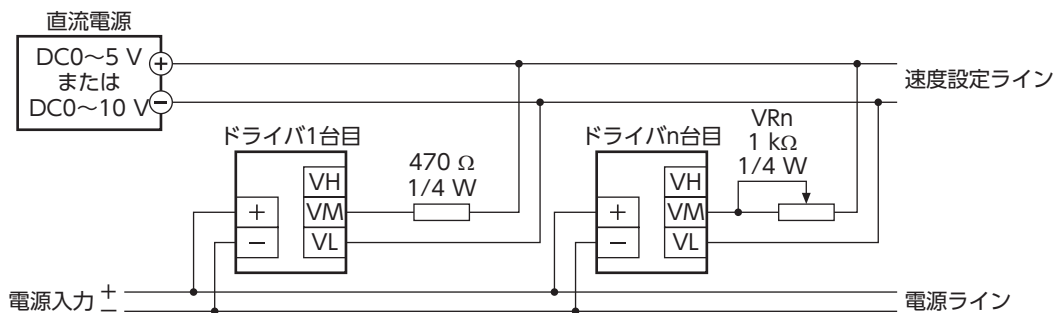 直流電源
DC0～5 V
または
DC0～10 V
+
−
速度設定ライン
ドライバ1台目
VH
VM
VL
+
−
470 Ω
1/4 W
ドライバn台目
VH
VM
VL
+
−
VRn
1 kΩ
1/4 W
電源入力
+
−
電源ライン